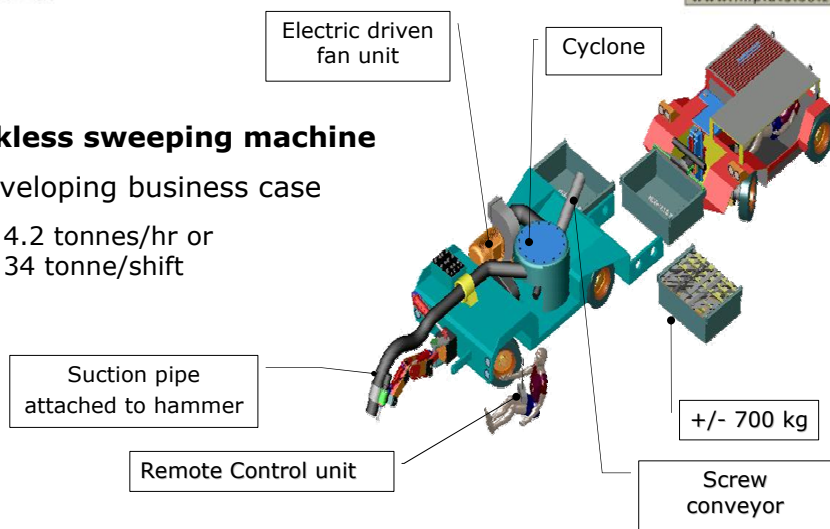 Electric driven
fan unit
Cyclone
kless sweeping machine
veloping business case
4.2 tonnes/hr or
34 tonne/shift
Suction pipe
attached to hammer
+/- 700 kg
Remote Control unit
Screw
conveyor